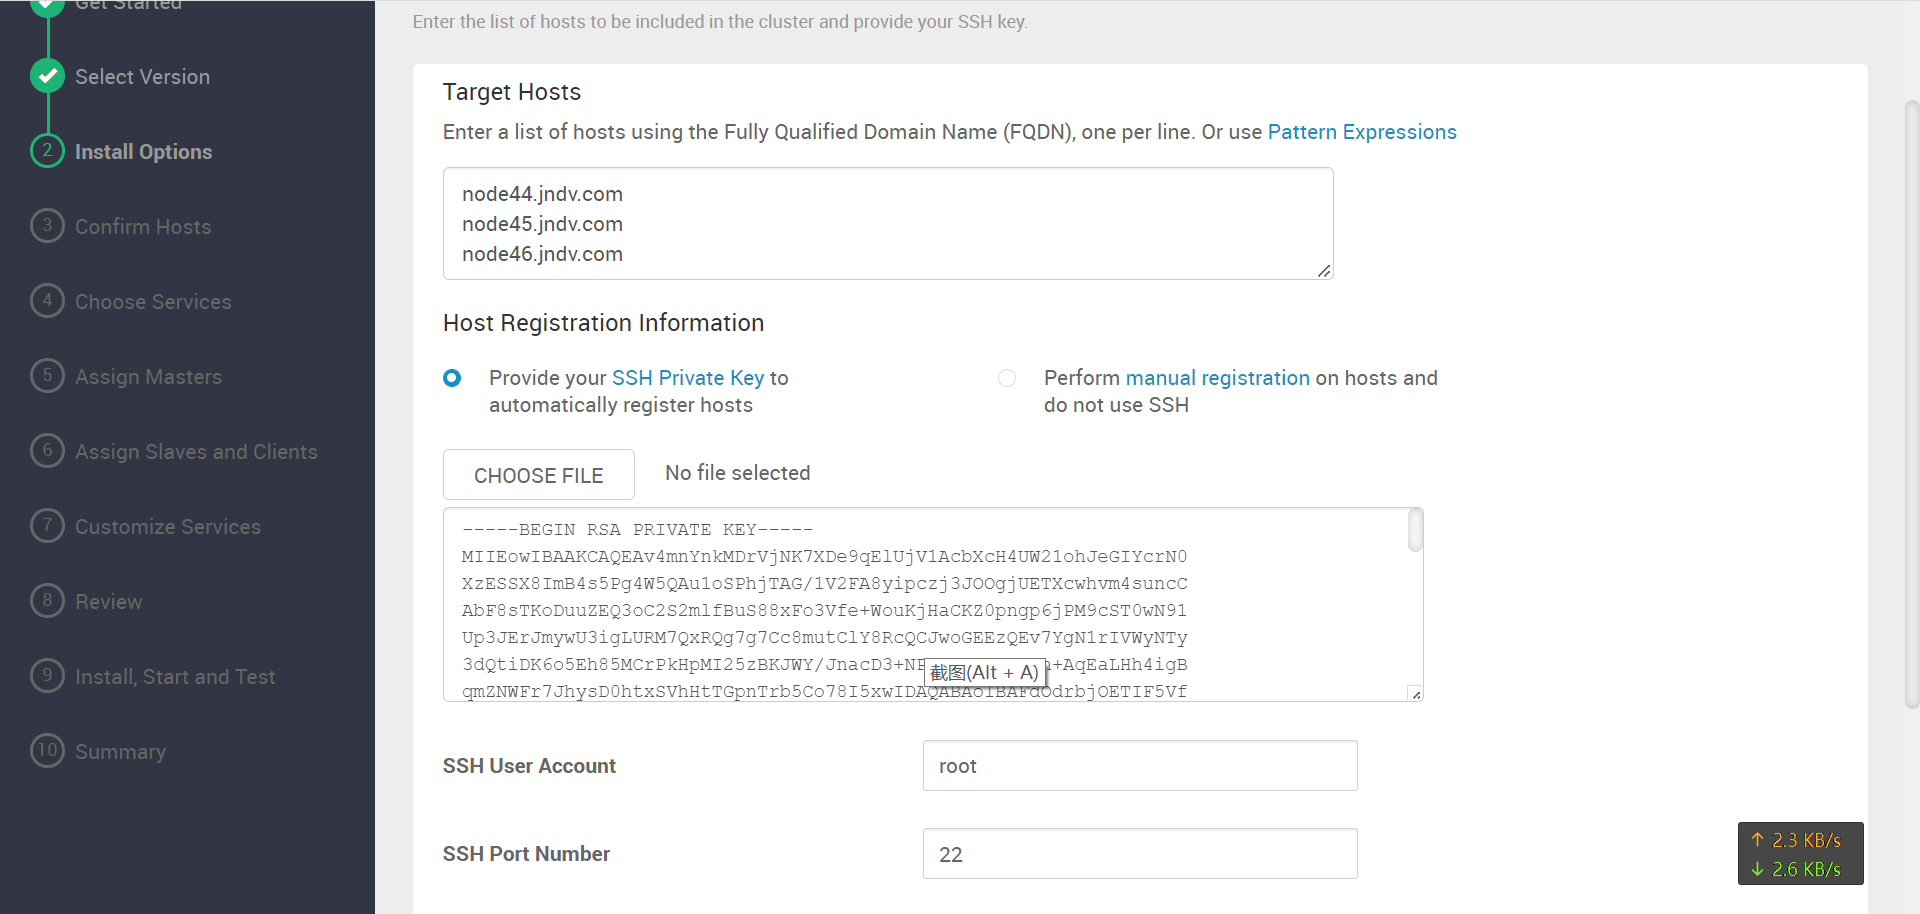 Get Started
Select Version
2 Install Options
3 Confirm Hosts
4 Choose Services
5 Assign Masters
6 Assign Slaves and Clients
7 Customize Services
8 Review
9 Install, Start and Test
10 Summary
Enter the list of hosts to be included in the cluster and provide your SSH key.
Target Hosts
Enter a list of hosts using the Fully Qualified Domain Name (FQDN), one per line. Or use Pattern Expressions
node44.jndv.com
node45.jndv.com
node46.jndv.com
Host Registration Information
Provide your SSH Private Key to
automatically register hosts
Perform manual registration on hosts and
do not use SSH
CHOOSE FILE No file selected
-----BEGIN RSA PRIVATE KEY-----
MIIEowIBAAKCAQEAv4mnYnkMDrVjNK7XDe9qElUjV1AcbXcH4UW21ohJeGIYcrN0
XzESSX8ImB4s5Pg4W5QAu1oSPhjTAG/1V2FA8yipczj3JOOgjUETXcwhvm4suncC
AbF8sTKoDuuZEQ3oC2S2mlfBuS88xFo3Vfe+WouKjHaCKZ0pngp6jPM9cST0wN91
Up3JErJmywU3igLURM7QxRQg7g7Cc8mutClY8RcQCJwoGEEzQEv7YgN1rIVWyNTy
3dQtiDK6o5Eh85MCrPkHpMI25zBKJWY/JnacD3+NF +AqEaLHh4igB
截图(Alt + A)
qmZNWFr7JhysD0htxSVhHtTGpnTrb5Co78I5xwIDAQABAoIBAFdOdrbjOETIF5Vf
SSH User Account root
SSH Port Number 22
↑ 2.3 KB/s
↓ 2.6 KB/s